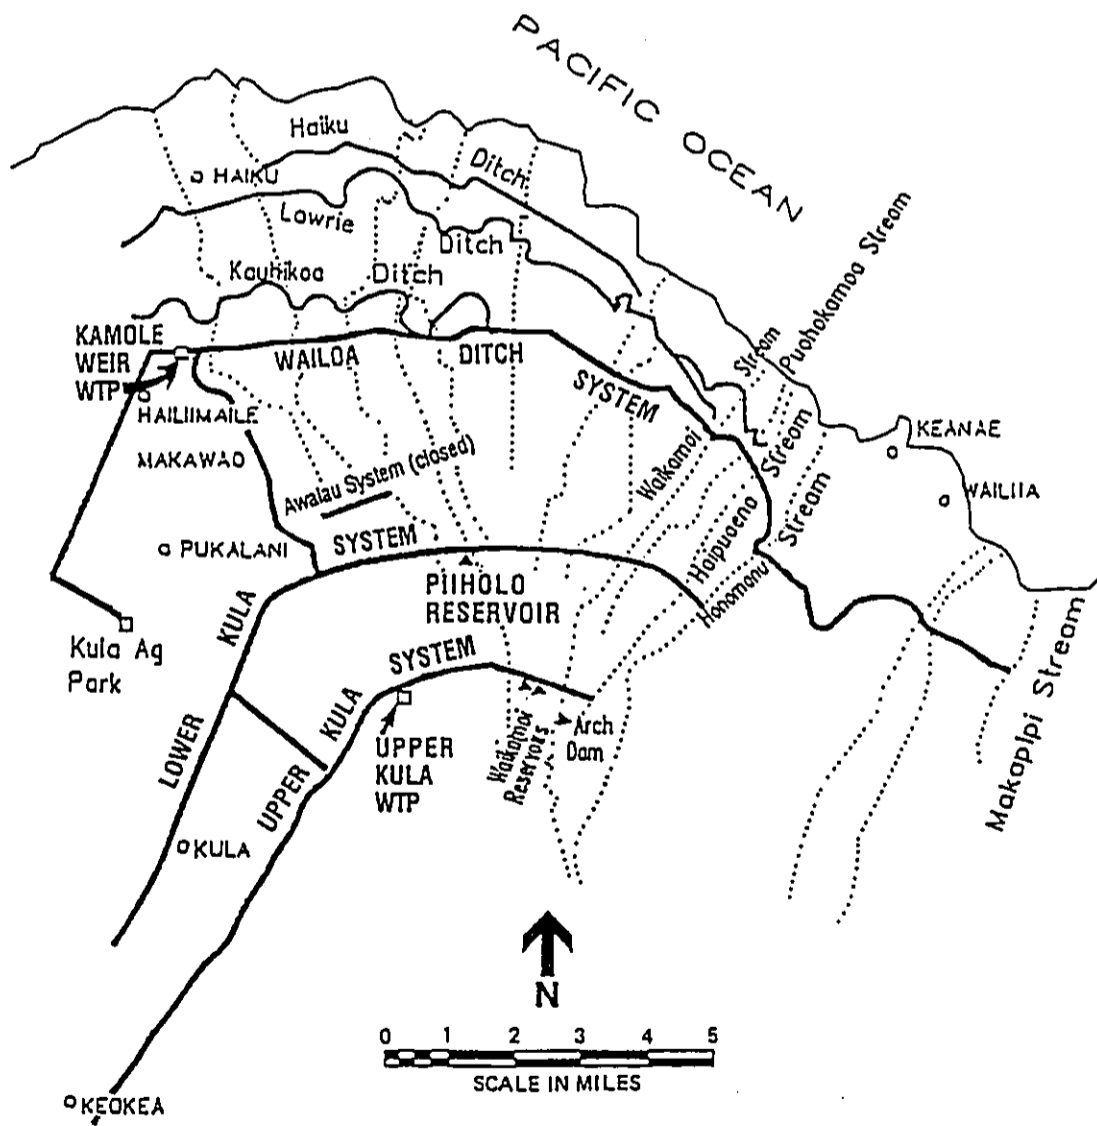 PACIFIC OCEAN
Haiku
Ditch
HAIKU
Lowrie
Ditch
Kauhikoa
Ditch
Stream
Puohokamoa Stream
KAMOLE
WEIR
WTP
WAILOA
DITCH
SYSTEM
HAILIIMAILE
MAKAWAO
Awalau System (closed)
Waikamoi
Stream
Stream
Haipuaena
Honomanu
KEANAE
WAILUA
PUKALANI
SYSTEM
PIIHOLO
RESERVOIR
KULA
LOWER
Kula Ag
Park
SYSTEM
KULA
UPPER
UPPER
KULA
WTP
Waikamoi
Reservoirs
Arch
Dam
Makapipi Stream
KULA
N
0 1 2 3 4 5
SCALE IN MILES
KEOKEA